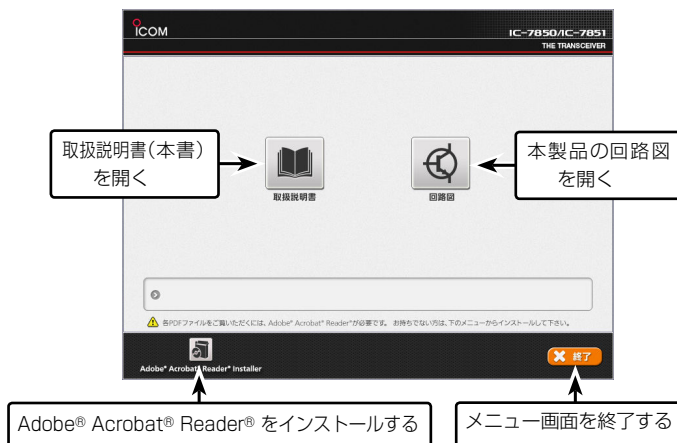 ICOM
IC-7850/IC-7851
THE TRANSCEIVER
取扱説明書(本書)
を開く
本製品の回路図
を開く
取扱説明書
回路図
各PDFファイルをご覧いただくには、Adobe® Acrobat® Reader®が必要です。 お持ちでない方は、下のメニューからインストールして下さい。
Adobe® Acrobat® Reader® Installer
終了
Adobe® Acrobat® Reader® をインストールする
メニュー画面を終了する